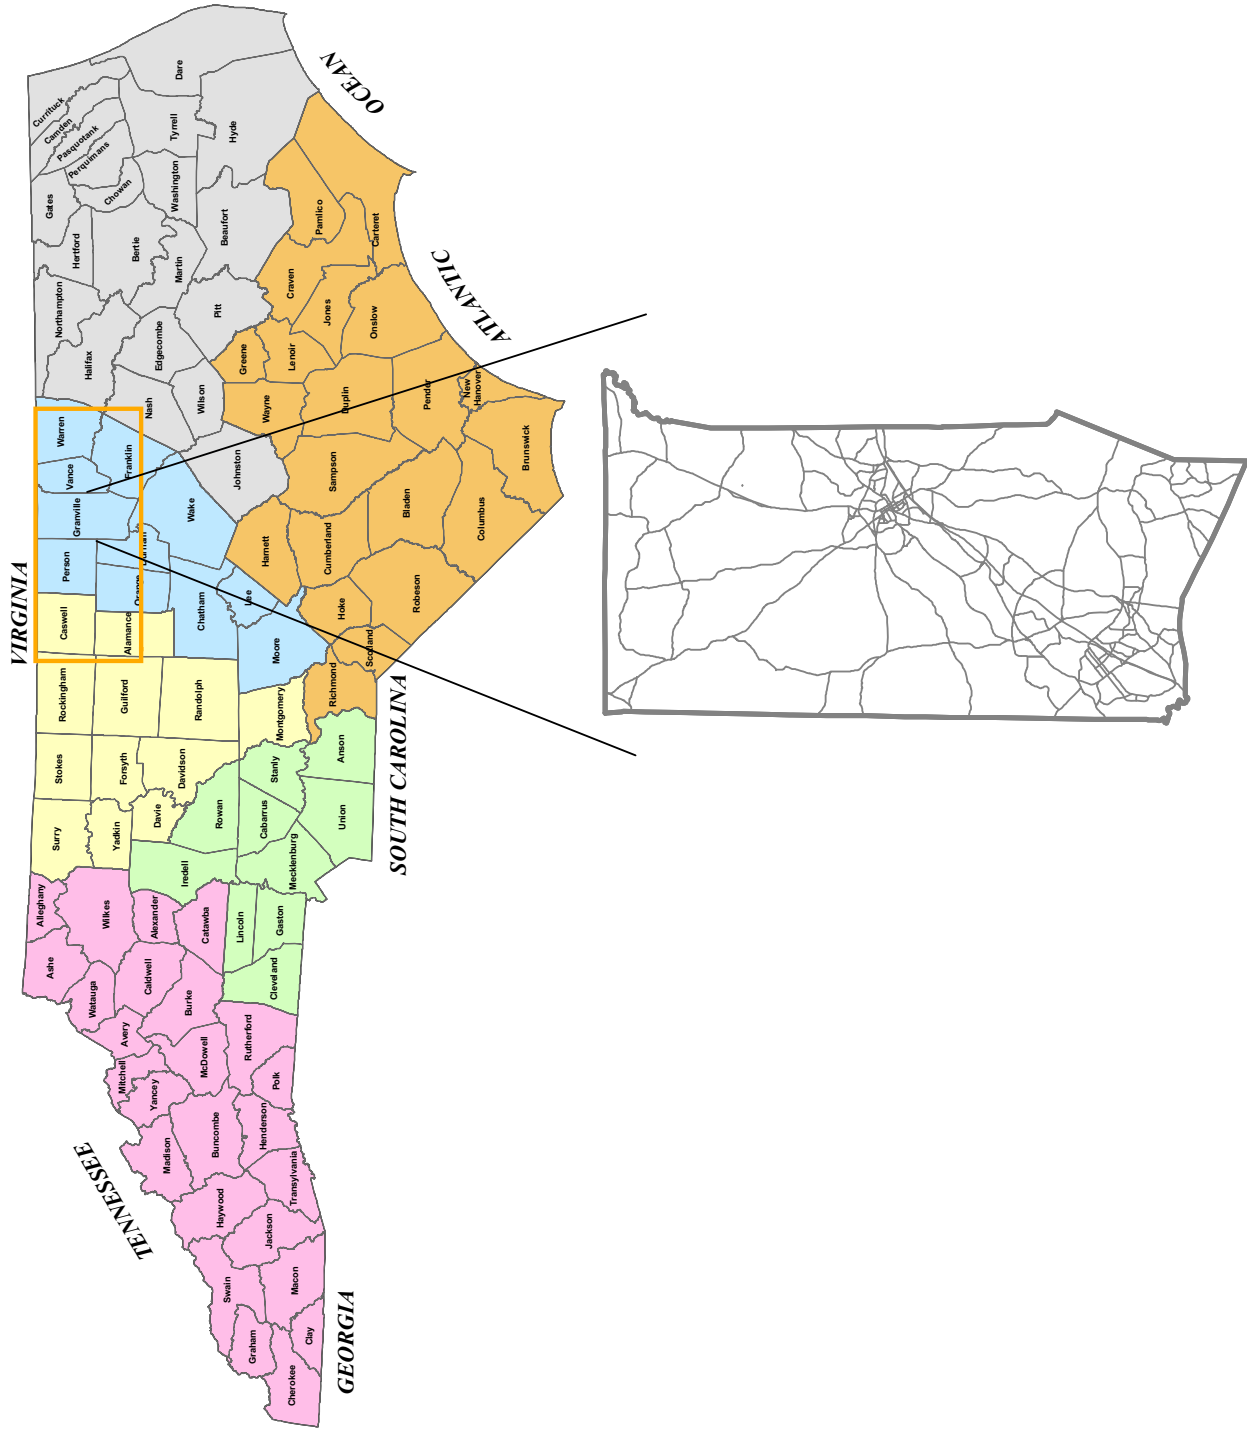 VIRGINIA
TENNESSEE
GEORGIA
SOUTH CAROLINA
ATLANTIC
OCEAN
Cherokee
Graham
Clay
Swain
Macon
Jackson
Haywood
Transylvania
Madison
Buncombe
Henderson
Yancey
Mitchell
Avery
McDowell
Polk
Rutherford
Watauga
Ashe
Alleghany
Wilkes
Caldwell
Burke
Alexander
Catawba
Cleveland
Lincoln
Gaston
Iredell
Mecklenburg
Rowan
Cabarrus
Stanly
Union
Anson
Surry
Yadkin
Davie
Stokes
Forsyth
Davidson
Rockingham
Guilford
Randolph
Montgomery
Caswell
Alamance
Person
Orange
Durham
Chatham
Lee
Moore
Granville
Vance
Warren
Franklin
Wake
Richmond
Scotland
Hoke
Robeson
Harnett
Cumberland
Bladen
Columbus
Brunswick
Sampson
Johnston
Wayne
Duplin
Pender
New
Hanover
Greene
Lenoir
Jones
Onslow
Craven
Pamlico
Carteret
Northampton
Halifax
Nash
Edgecombe
Wilson
Pitt
Hertford
Bertie
Martin
Beaufort
Gates
Chowan
Washington
Perquimans
Pasquotank
Camden
Currituck
Tyrrell
Hyde
Dare